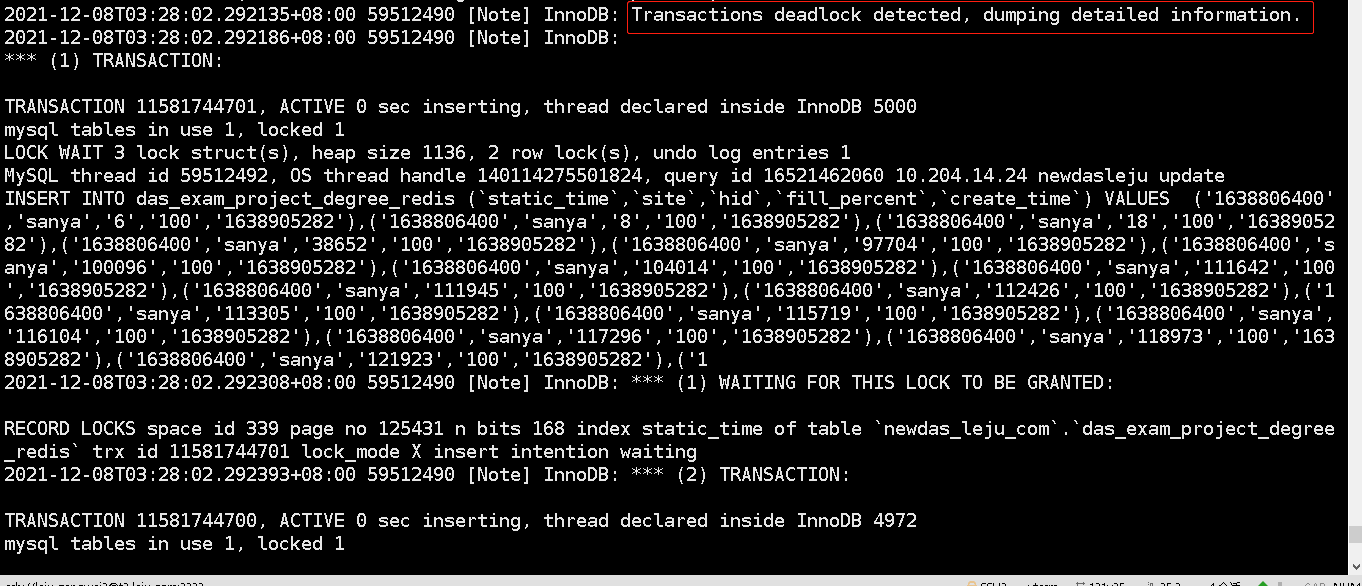 2021-12-08T03:28:02.292135+08:00 59512490 [Note] InnoDB: Transactions deadlock detected, dumping detailed information.
2021-12-08T03:28:02.292186+08:00 59512490 [Note] InnoDB:
*** (1) TRANSACTION:
TRANSACTION 11581744701, ACTIVE 0 sec inserting, thread declared inside InnoDB 5000
mysql tables in use 1, locked 1
LOCK WAIT 3 lock struct(s), heap size 1136, 2 row lock(s), undo log entries 1
MySQL thread id 59512492, OS thread handle 140114275501824, query id 16521462060 10.204.14.24 newdasleju update
INSERT INTO das_exam_project_degree_redis (`static_time`,`site`,`hid`,`fill_percent`,`create_time`) VALUES  ('1638806400'
,'sanya','6','100','1638905282'),('1638806400','sanya','8','100','1638905282'),('1638806400','sanya','18','100','16389052
82'),('1638806400','sanya','38652','100','1638905282'),('1638806400','sanya','97704','100','1638905282'),('1638806400','s
anya','100096','100','1638905282'),('1638806400','sanya','104014','100','1638905282'),('1638806400','sanya','111642','100
','1638905282'),('1638806400','sanya','111945','100','1638905282'),('1638806400','sanya','112426','100','1638905282'),('1
638806400','sanya','113305','100','1638905282'),('1638806400','sanya','115719','100','1638905282'),('1638806400','sanya',
'116104','100','1638905282'),('1638806400','sanya','117296','100','1638905282'),('1638806400','sanya','118973','100','163
8905282'),('1638806400','sanya','121923','100','1638905282'),('1
2021-12-08T03:28:02.292308+08:00 59512490 [Note] InnoDB: *** (1) WAITING FOR THIS LOCK TO BE GRANTED:
RECORD LOCKS space id 339 page no 125431 n bits 168 index static_time of table `newdas_leju_com`.`das_exam_project_degree
_redis` trx id 11581744701 lock_mode X insert intention waiting
2021-12-08T03:28:02.292393+08:00 59512490 [Note] InnoDB: *** (2) TRANSACTION:
TRANSACTION 11581744700, ACTIVE 0 sec inserting, thread declared inside InnoDB 4972
mysql tables in use 1, locked 1